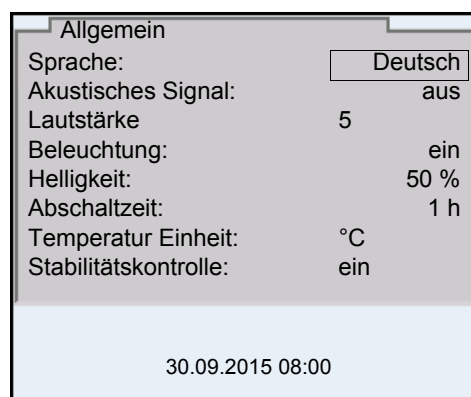 Allgemein
Sprache: Deutsch
Akustisches Signal: aus
Lautstärke 5
Beleuchtung: ein
Helligkeit: 50 %
Abschaltzeit: 1 h
Temperatur Einheit: °C
Stabilitätskontrolle: ein
30.09.2015 08:00